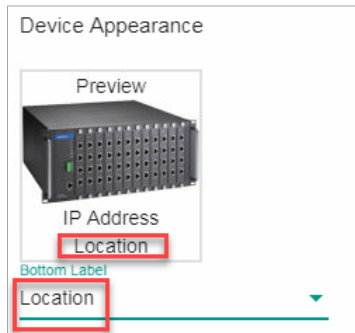 Device Appearance
Preview
IP Address
Location
Bottom Label
Location